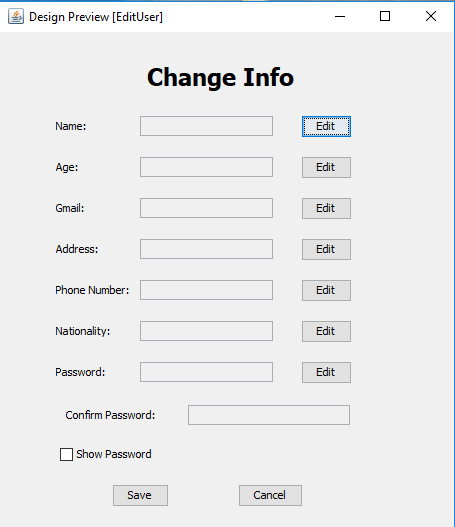 Design Preview [EditUser]
Change Info
Name: Edit
Age: Edit
Gmail: Edit
Address: Edit
Phone Number: Edit
Nationality: Edit
Password: Edit
Confirm Password:
Show Password
Save Cancel